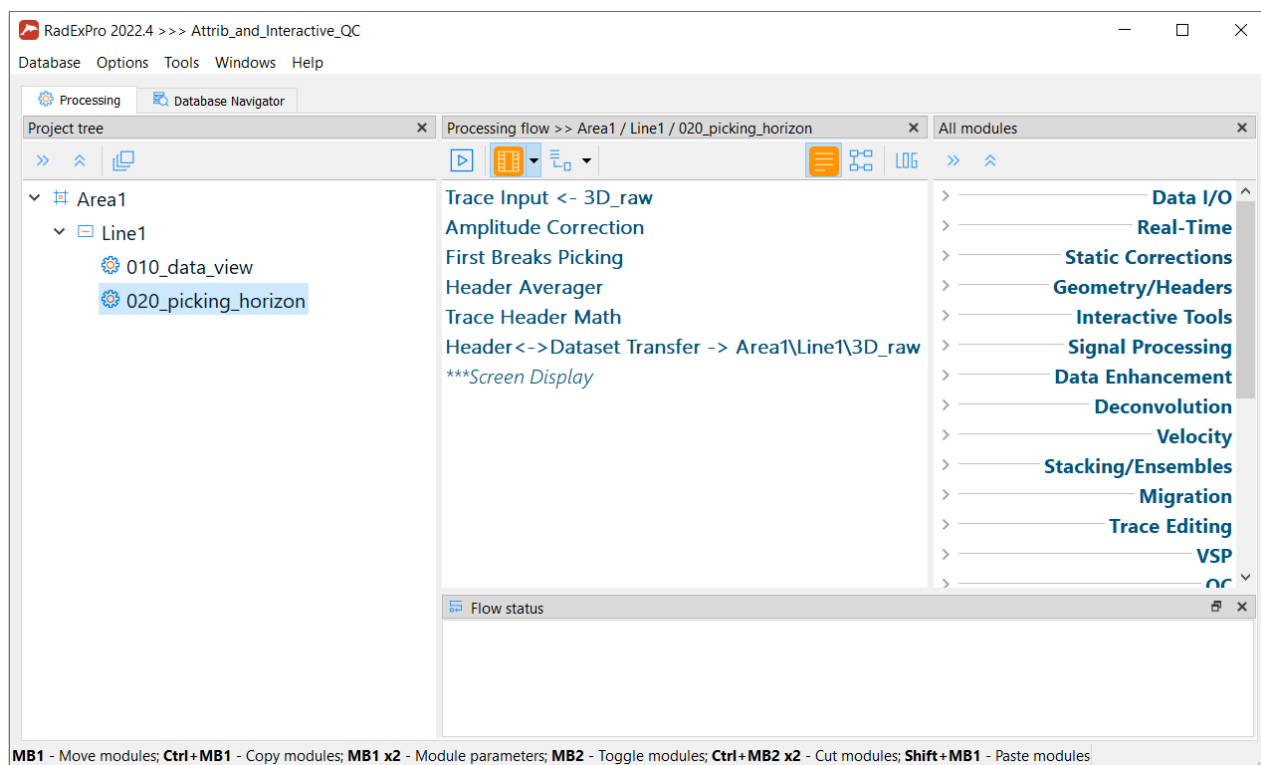 RadExPro 2022.4 >>> Attrib_and_Interactive_QC
Database Options Tools Windows Help
Processing Database Navigator
Project tree
Area1
Line1
010_data_view
020_picking_horizon
Processing flow >> Area1 / Line1 / 020_picking_horizon
LOG
Trace Input <- 3D_raw
Amplitude Correction
First Breaks Picking
Header Averager
Trace Header Math
Header<->Dataset Transfer -> Area1\Line1\3D_raw
***Screen Display
All modules
Data I/O
Real-Time
Static Corrections
Geometry/Headers
Interactive Tools
Signal Processing
Data Enhancement
Deconvolution
Velocity
Stacking/Ensembles
Migration
Trace Editing
VSP
QC
Flow status
MB1 - Move modules; Ctrl+MB1 - Copy modules; MB1 x2 - Module parameters; MB2 - Toggle modules; Ctrl+MB2 x2 - Cut modules; Shift+MB1 - Paste modules